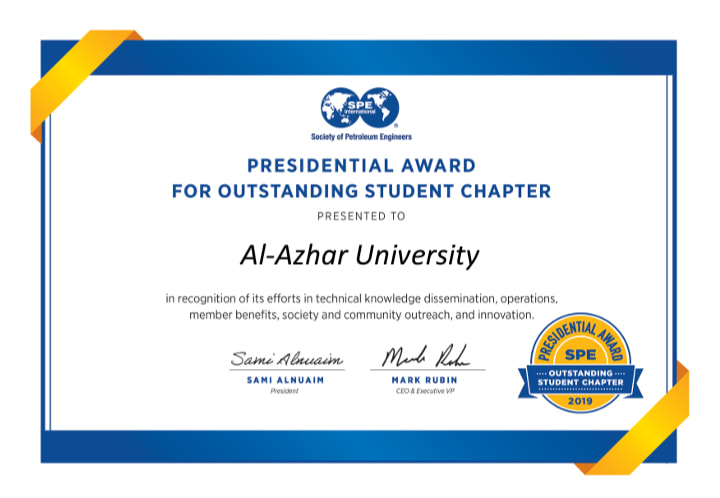 SPE
International
®
Society of Petroleum Engineers
PRESIDENTIAL AWARD
FOR OUTSTANDING STUDENT CHAPTER
PRESENTED TO
Al-Azhar University
in recognition of its efforts in technical knowledge dissemination, operations,
member benefits, society and community outreach, and innovation.
Sami Alnuaim
SAMI ALNUAIM
President
Mark Rubin
MARK RUBIN
CEO & Executive VP
PRESIDENTIAL AWARD
SPE
OUTSTANDING
STUDENT CHAPTER
2019